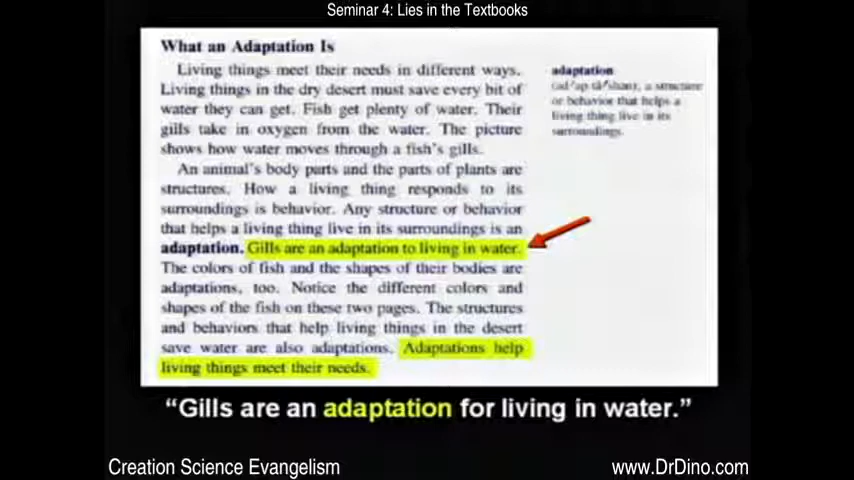 Seminar 4: Lies in the Textbooks
What an Adaptation Is
Living things meet their needs in different ways.
Living things in the dry desert must save every bit of
water they can get. Fish get plenty of water. Their
gills take in oxygen from the water. The picture
shows how water moves through a fish's gills.
An animal's body parts and the parts of plants are
structures. How a living thing responds to its
surroundings is behavior. Any structure or behavior
that helps a living thing live in its surroundings is an
adaptation. Gills are an adaptation to living in water.
The colors of fish and the shapes of their bodies are
adaptations, too. Notice the different colors and
shapes of the fish on these two pages. The structures
and behaviors that help living things in the desert
save water are also adaptations. Adaptations help
living things meet their needs.
adaptation
a structure
or behavior that helps a
living thing live in its
surroundings.
“Gills are an adaptation for living in water.”
Creation Science Evangelism
www.DrDino.com